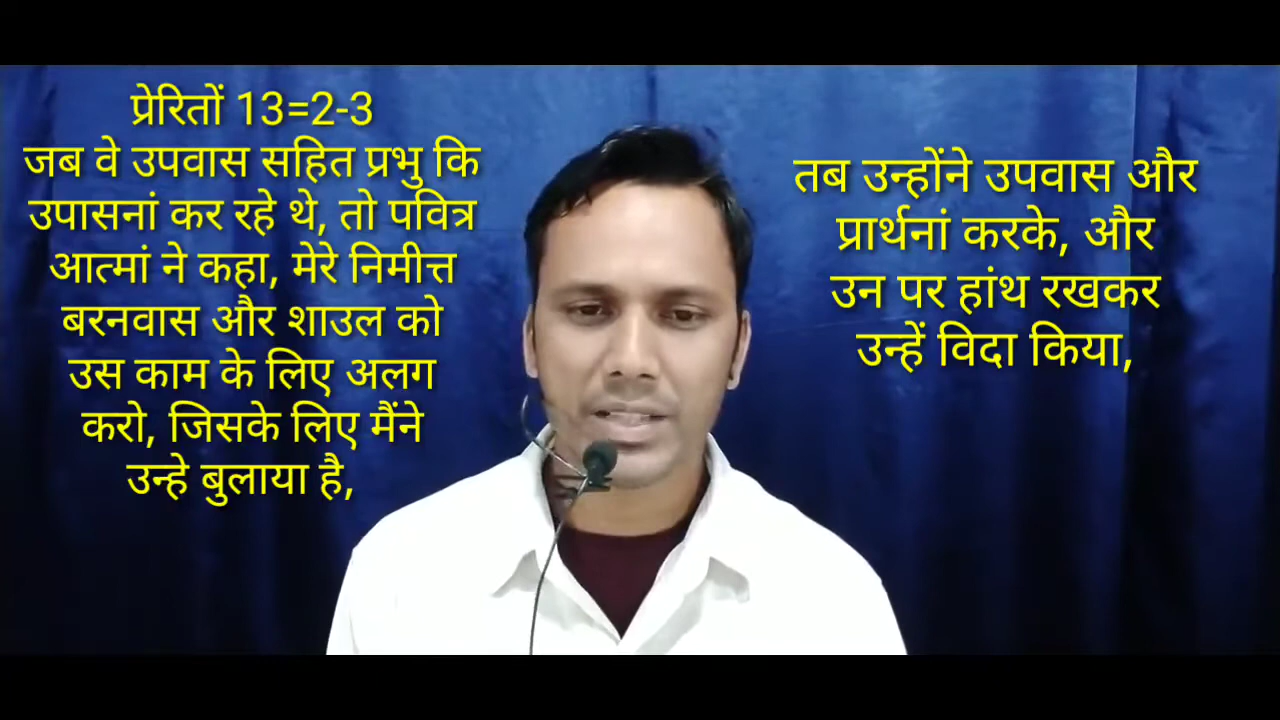 प्रेरितों 13=2-3
जब वे उपवास सहित प्रभु कि
उपासनां कर रहे थे, तो पवित्र
आत्मां ने कहा, मेरे निमीत्त
बरनवास और शाउल को
उस काम के लिए अलग
करो, जिसके लिए मैंने
उन्हे बुलाया है,
तब उन्होंने उपवास और
प्रार्थनां करके, और
उन पर हांथ रखकर
उन्हें विदा किया,